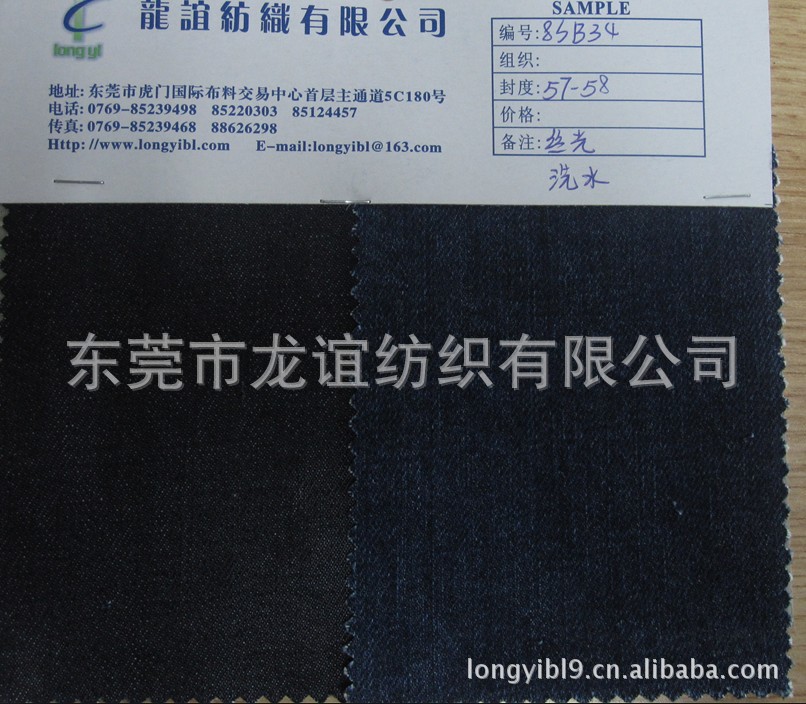 longyl
龍誼紡織有限公司
地址: 东莞市虎门国际布料交易中心首层主通道5C180号
电话: 0769-85239498 85220303 85124457
传真: 0769-85239468 88626298
Http://www.longyibl.com E-mail:longyibl@163.com
SAMPLE
编号: 8SB34
组织:
封度: 57-58
价格:
备注: 丝光
洗水
东莞市龙谊纺织有限公司
longyibl9.cn.alibaba.com